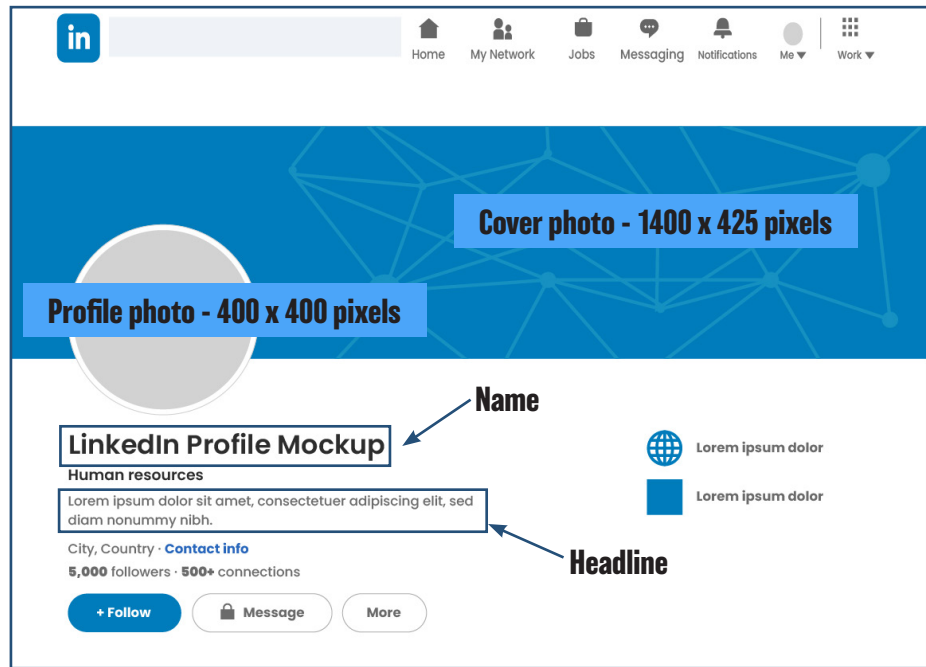 in
Home My Network Jobs Messaging Notifications Me Work
Cover photo - 1400 x 425 pixels
Profile photo - 400 x 400 pixels
Name
LinkedIn Profile Mockup
Human resources
Lorem ipsum dolor sit amet, consectetuer adipiscing elit, sed
diam nonummy nibh.
Headline
City, Country · Contact info
5,000 followers · 500+ connections
+ Follow Message More
Lorem ipsum dolor
Lorem ipsum dolor